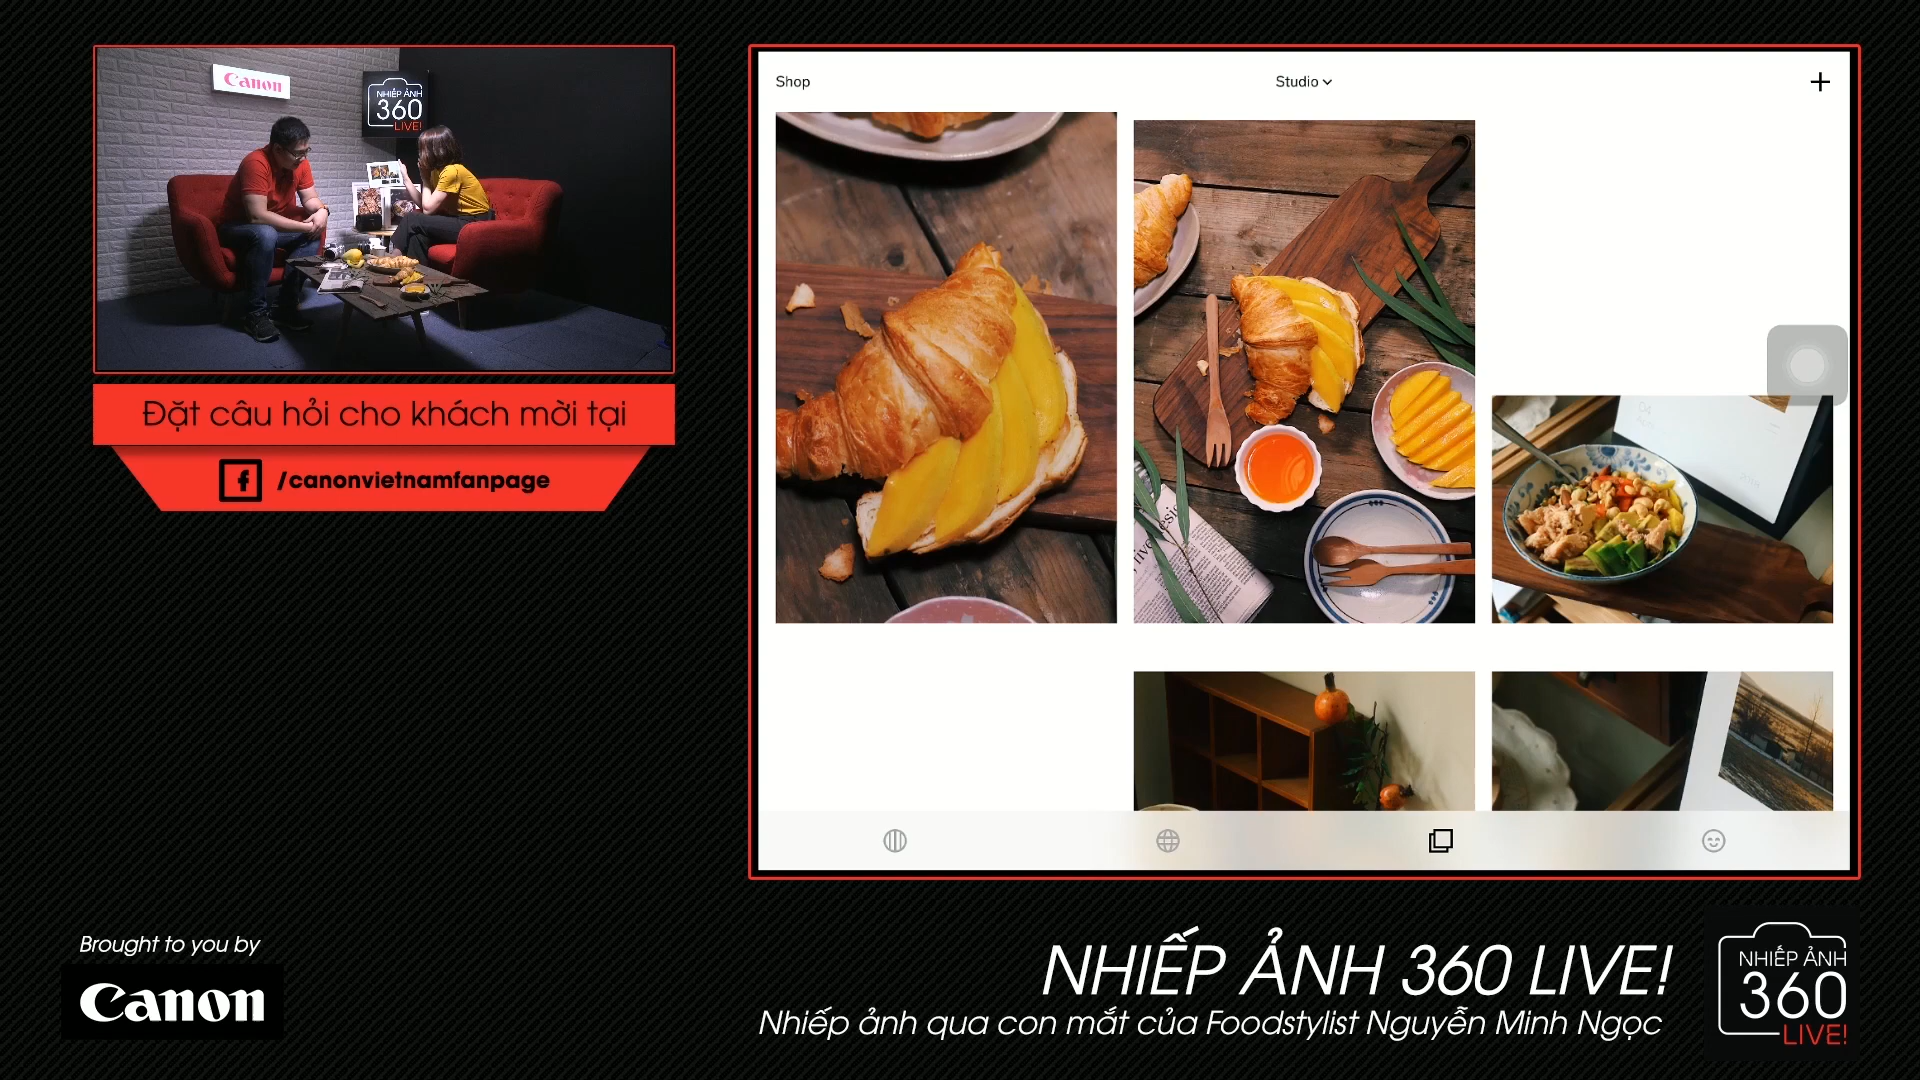 Canon
NHIẾP ẢNH
360
LIVE!
Đặt câu hỏi cho khách mời tại
/canonvietnamfanpage
Shop
Studio
Brought to you by
Canon
NHIẾP ẢNH 360 LIVE!
Nhiếp ảnh qua con mắt của Foodstylist Nguyễn Minh Ngọc
NHIẾP ẢNH
360
LIVE!